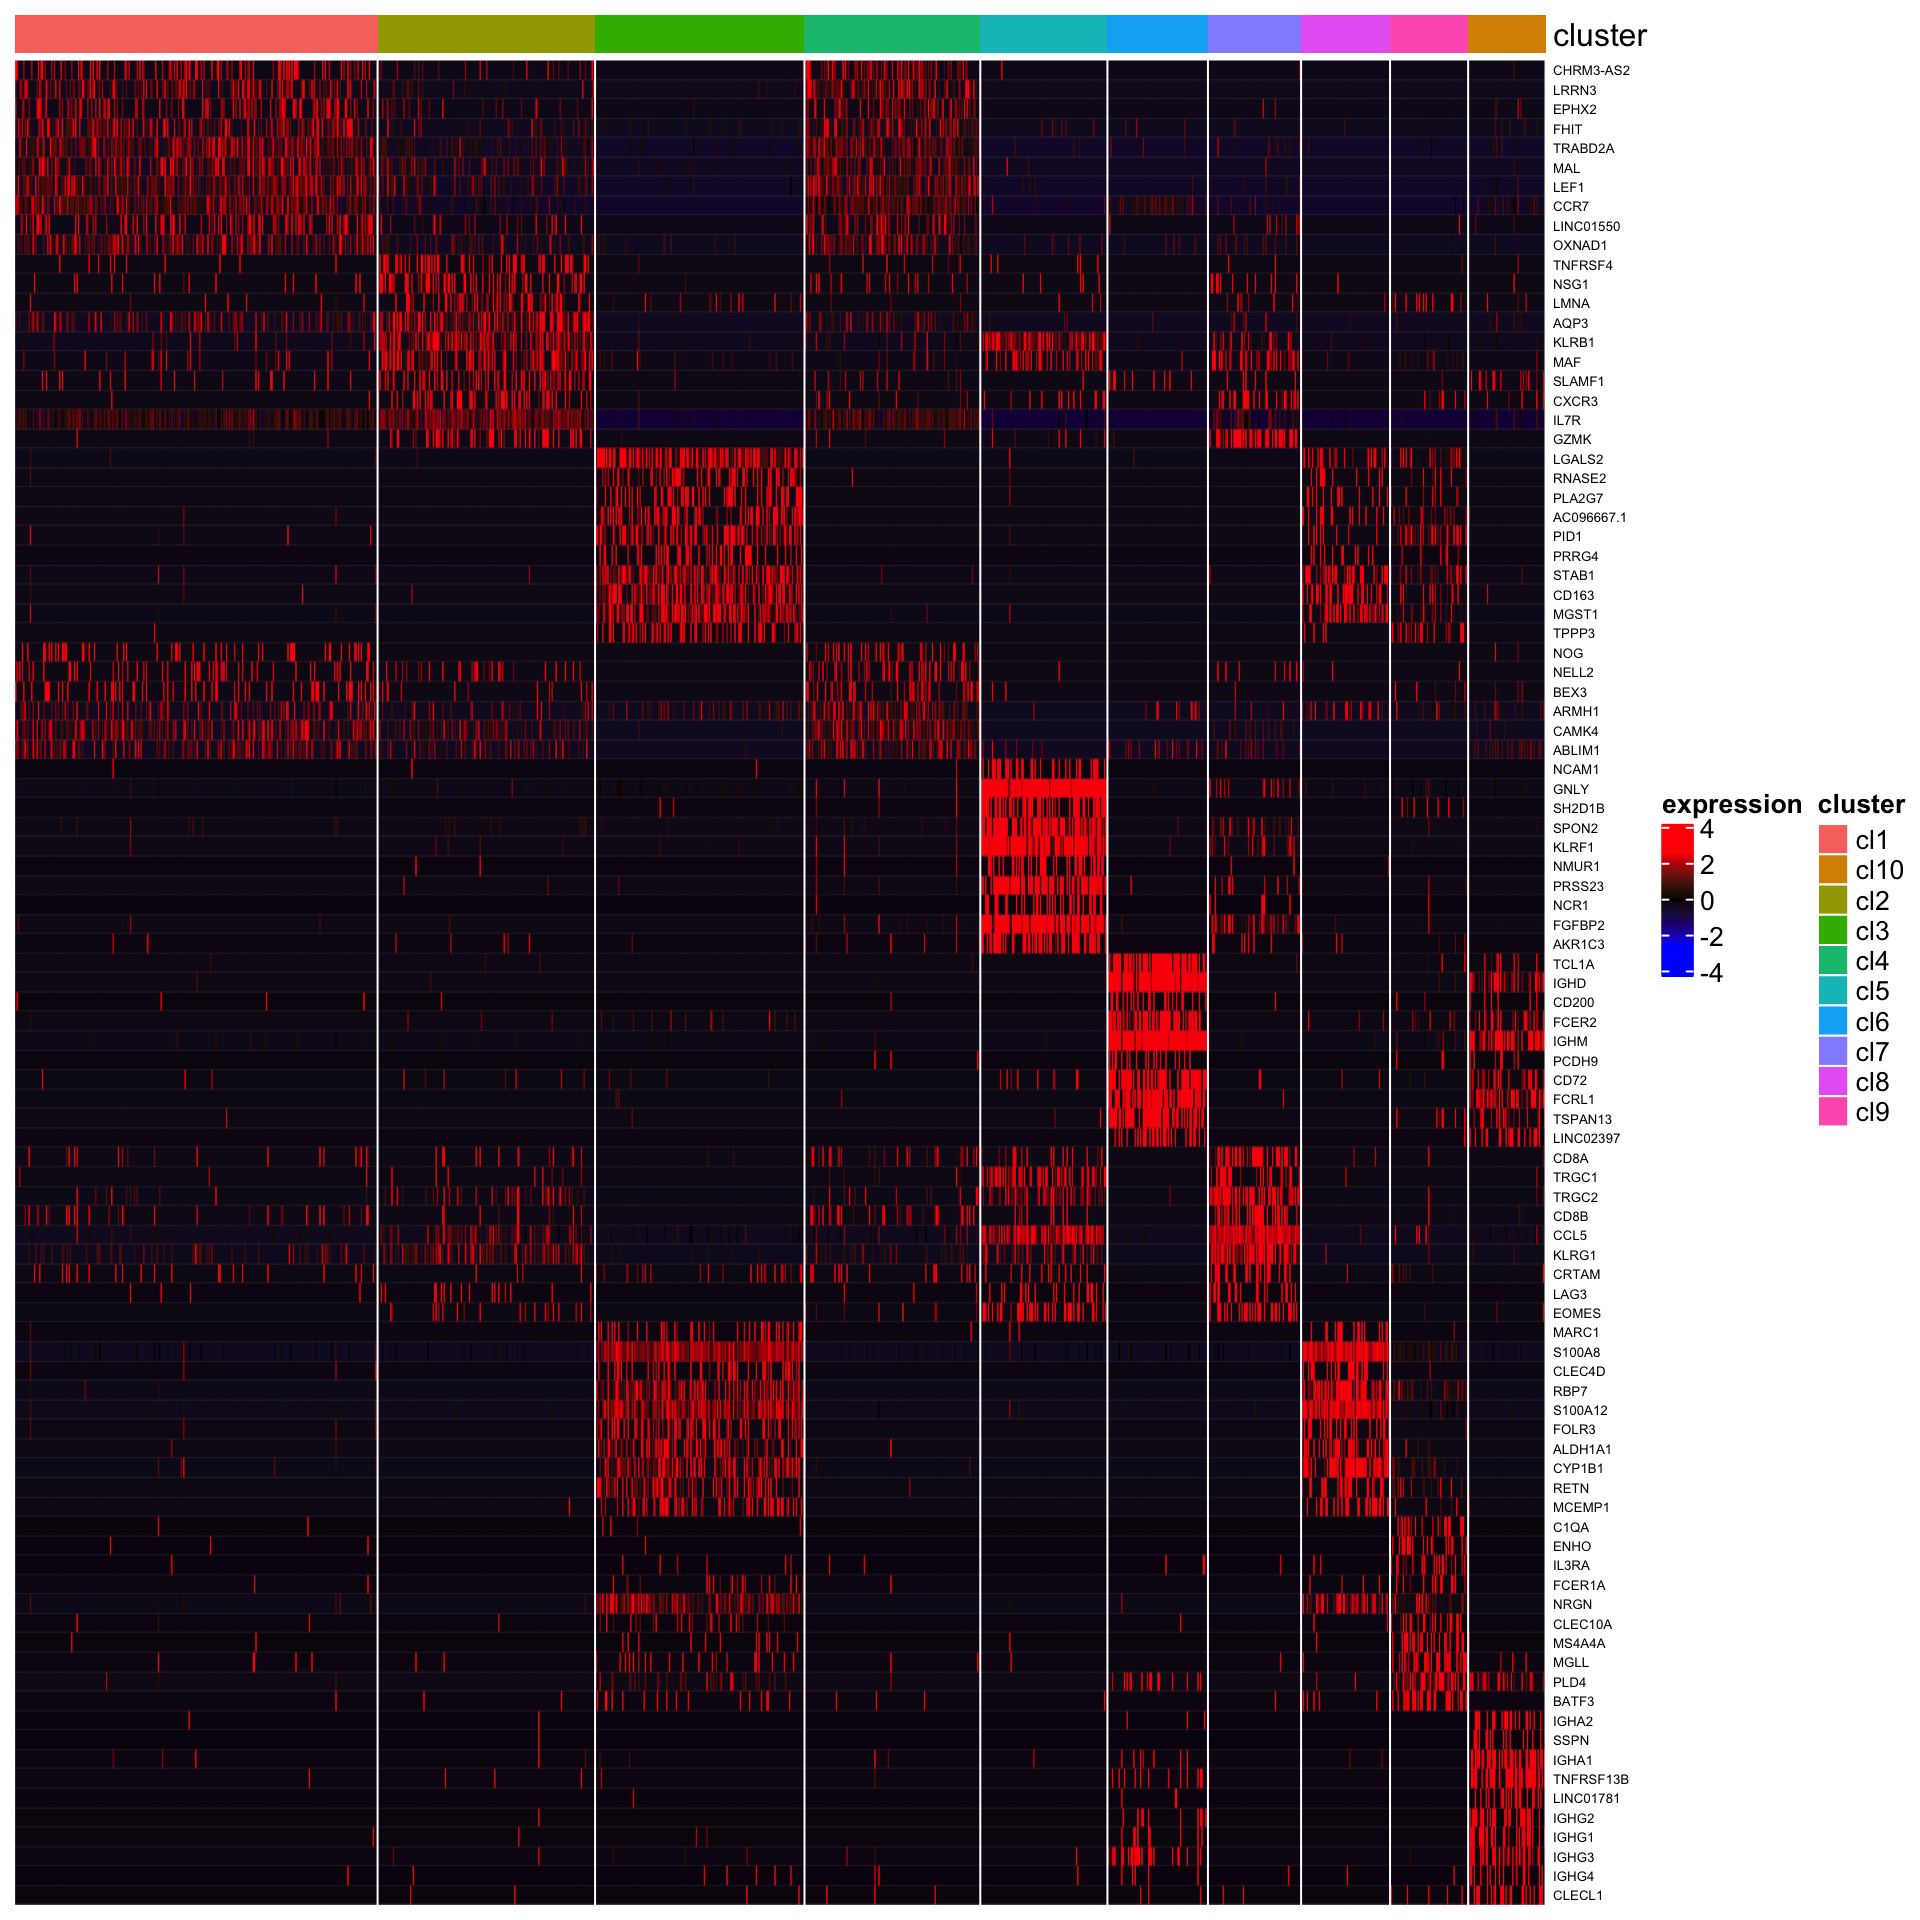 cluster
CHRM3-AS2
LRRN3
EPHX2
FHIT
TRABD2A
MAL
LEF1
CCR7
LINC01550
OXNAD1
TNFRSF4
NSG1
LMNA
AQP3
KLRB1
MAF
SLAMF1
CXCR3
IL7R
GZMK
LGALS2
RNASE2
PLA2G7
AC096667.1
PID1
PRRG4
STAB1
CD163
MGST1
TPPP3
NOG
NELL2
BEX3
ARMH1
CAMK4
ABLIM1
NCAM1
GNLY
SH2D1B
SPON2
KLRF1
NMUR1
PRSS23
NCR1
FGFBP2
AKR1C3
TCL1A
IGHD
CD200
FCER2
IGHM
PCDH9
CD72
FCRL1
TSPAN13
LINC02397
CD8A
TRGC1
TRGC2
CD8B
CCL5
KLRG1
CRTAM
LAG3
EOMES
MARC1
S100A8
CLEC4D
RBP7
S100A12
FOLR3
ALDH1A1
CYP1B1
RETN
MCEMP1
C1QA
ENHO
IL3RA
FCER1A
NRGN
CLEC10A
MS4A4A
MGLL
PLD4
BATF3
IGHA2
SSPN
IGHA1
TNFRSF13B
LINC01781
IGHG2
IGHG1
IGHG3
IGHG4
CLECL1
expression
4
2
0
-2
-4
cluster
cl1
cl10
cl2
cl3
cl4
cl5
cl6
cl7
cl8
cl9